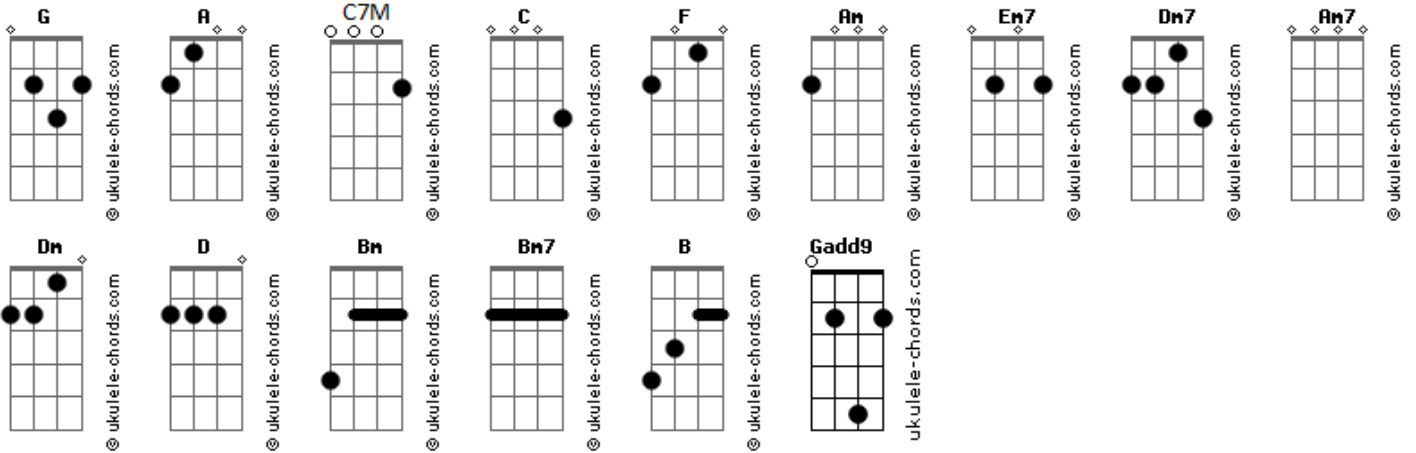 G A C7M C F Am Em7 Dm7 Am7
© ukulele-chords.com © ukulele-chords.com © ukulele-chords.com © ukulele-chords.com © ukulele-chords.com © ukulele-chords.com © ukulele-chords.com © ukulele-chords.com © ukulele-chords.com
Dm D Bm Bm7 B Gadd9
© ukulele-chords.com © ukulele-chords.com © ukulele-chords.com © ukulele-chords.com © ukulele-chords.com ukulele-chords.com